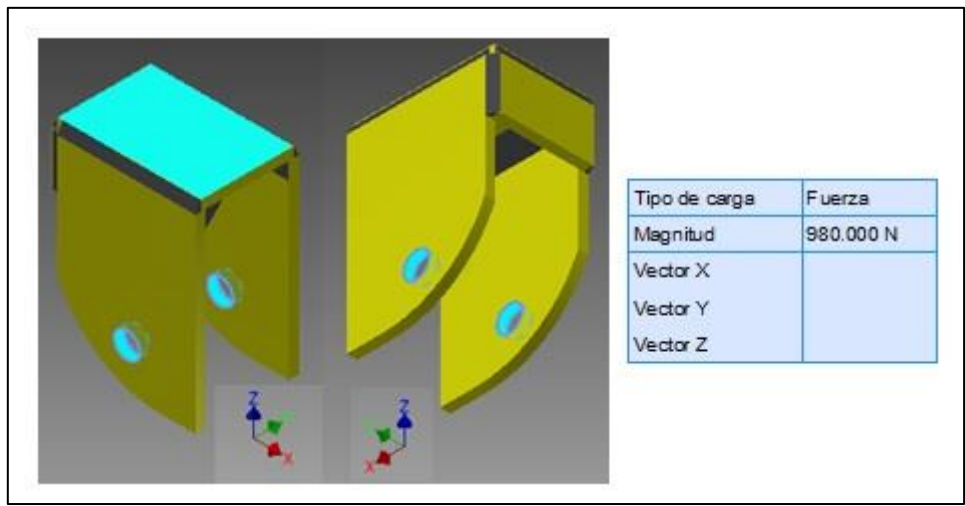 Z
X
Z
X
Tipo de carga Fuerza
Magnitud 980.000 N
Vector X
Vector Y
Vector Z